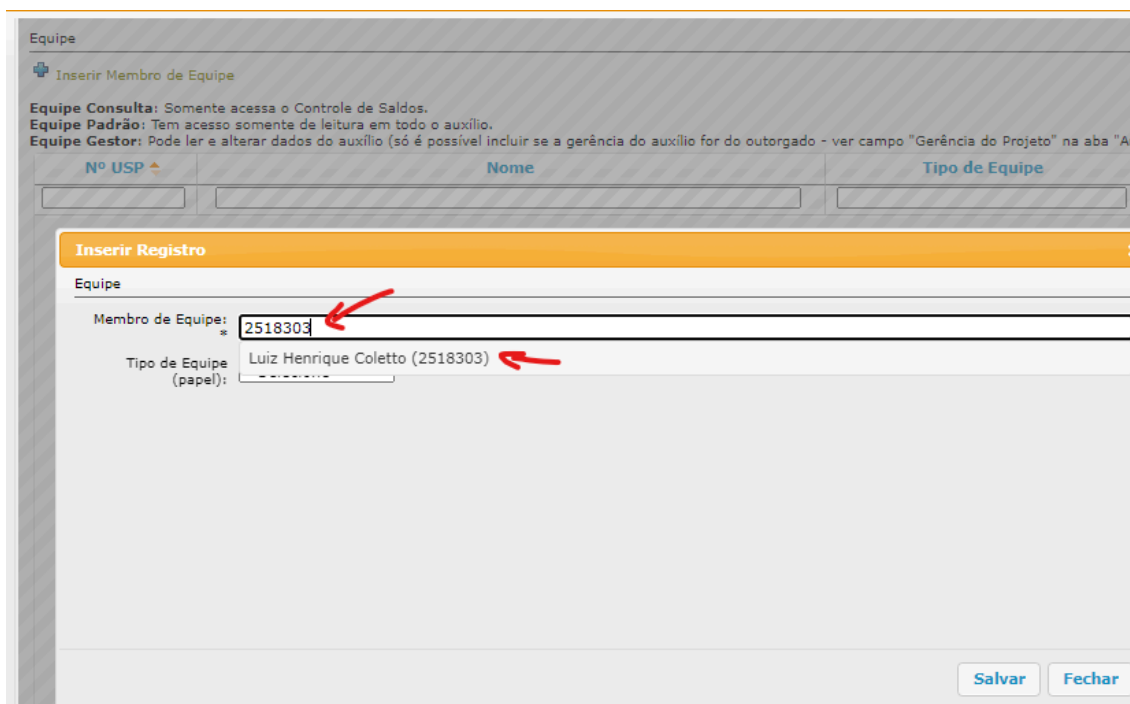 Equipe
Inserir Membro de Equipe
Equipe Consulta: Somente acessa o Controle de Saldos.
Equipe Padrão: Tem acesso somente de leitura em todo o auxílio.
Equipe Gestor: Pode ler e alterar dados do auxílio (só é possível incluir se a gerência do auxílio for do outorgado - ver campo "Gerência do Projeto" na aba "A
Nº USP Nome Tipo de Equipe
Inserir Registro
Equipe
Membro de Equipe: *
2518303
Luiz Henrique Coletto (2518303)
Tipo de Equipe
(papel):
Salvar Fechar